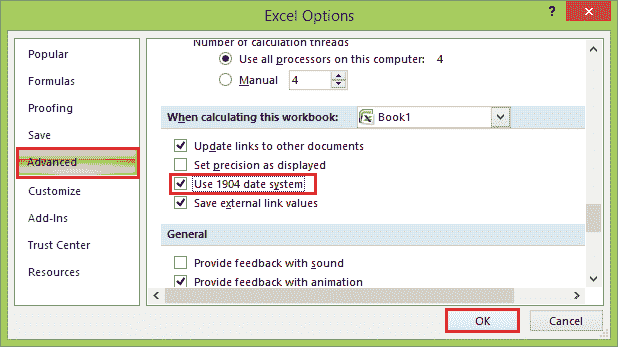 Excel Options
?
Popular
Formulas
Proofing
Save
Advanced
Customize
Add-Ins
Trust Center
Resources
Number of calculation threads
Use all processors on this computer: 4
Manual 4
When calculating this workbook: Book1
Update links to other documents
Set precision as displayed
Use 1904 date system
Save external link values
General
Provide feedback with sound
Provide feedback with animation
OK Cancel